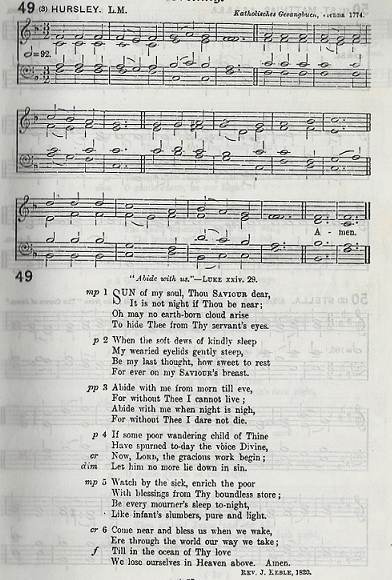 49 (3) HURSLEY. L.M.
Katholisches Gesangbuch, 1774.
=92.
A - men.
49
"Abide with us."—LUKE xxiv. 29.
mp 1 SUN of my soul, Thou SAVIOUR dear,
It is not night if Thou be near;
Oh may no earth-born cloud arise
To hide Thee from Thy servant's eyes.
p 2 When the soft dews of kindly sleep
My wearied eyelids gently steep,
Be my last thought, how sweet to rest
For ever on my SAVIOUR'S breast.
pp 3 Abide with me from morn till eve,
For without Thee I cannot live;
Abide with me when night is nigh,
For without Thee I dare not die.
p 4 If some poor wandering child of Thine
Have spurned to-day the voice Divine,
cr Now, LORD, the gracious work begin;
dim Let him no more lie down in sin.
mp 5 Watch by the sick, enrich the poor
With blessings from Thy boundless store;
Be every mourner's sleep to-night,
Like infant's slumbers, pure and light.
cr 6 Come near and bless us when we wake,
Ere through the world our way we take;
f Till in the ocean of Thy love
We lose ourselves in Heaven above. Amen.
REV. J. KEBLE, 1820.